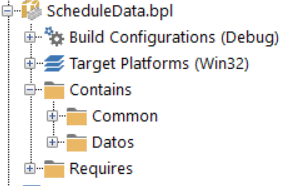 ScheduleData.bpl
Build Configurations (Debug)
Target Platforms (Win32)
Contains
Common
Datos
Requires